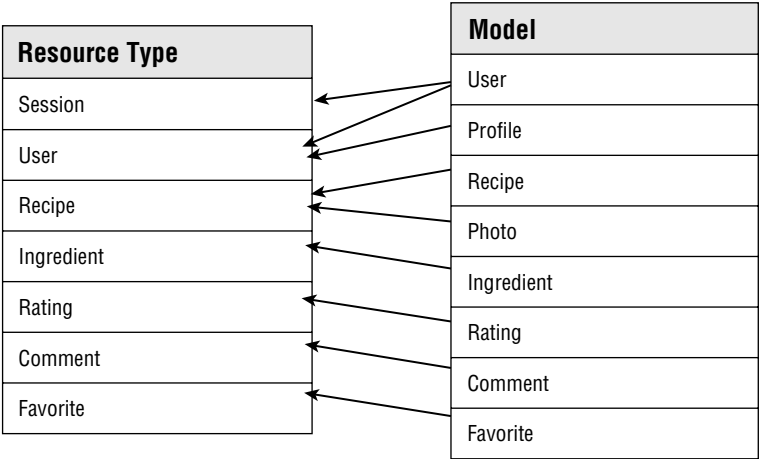 Resource Type
Session
User
Recipe
Ingredient
Rating
Comment
Favorite
Model
User
Profile
Recipe
Photo
Ingredient
Rating
Comment
Favorite